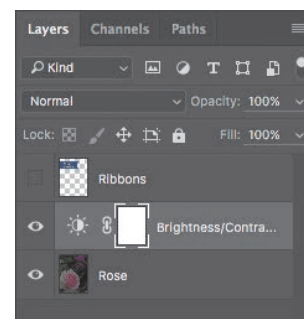 Layers Channels Paths
Kind T
Normal Opacity: 100%
Lock: Fill: 100%
Ribbons
Brightness/Contra...
Rose